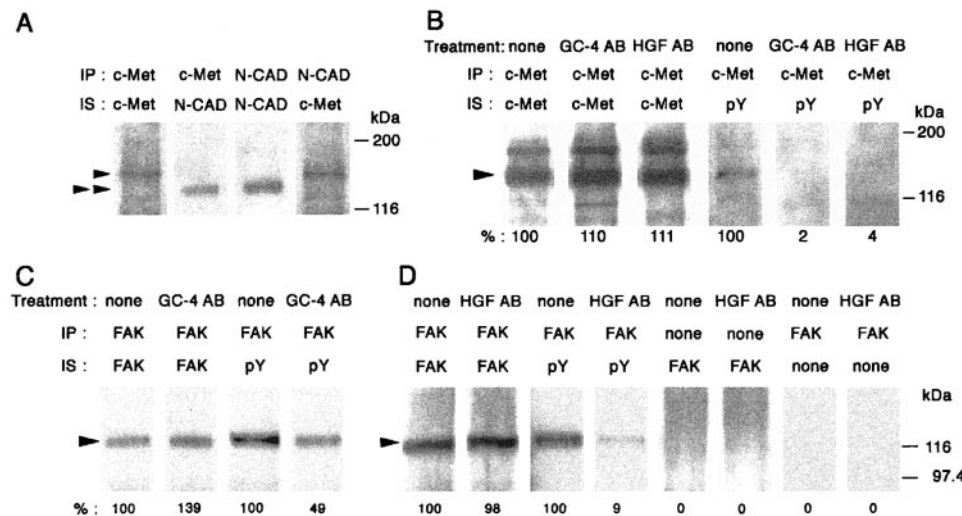 A
IP : c-Met c-Met N-CAD N-CAD
IS : c-Met N-CAD N-CAD c-Met
kDa
200
116
B
Treatment: none GC-4 AB HGF AB none GC-4 AB HGF AB
IP : c-Met c-Met c-Met c-Met c-Met c-Met
IS : c-Met c-Met c-Met pY pY pY
kDa
200
116
% : 100 110 111 100 2 4
C
Treatment : none GC-4 AB none GC-4 AB
IP : FAK FAK FAK FAK
IS : FAK FAK pY pY
% : 100 139 100 49
D
none HGF AB none HGF AB none HGF AB none HGF AB
FAK FAK FAK FAK none none FAK FAK
FAK FAK pY pY FAK FAK none none
kDa
116
97.4
100 98 100 9 0 0 0 0